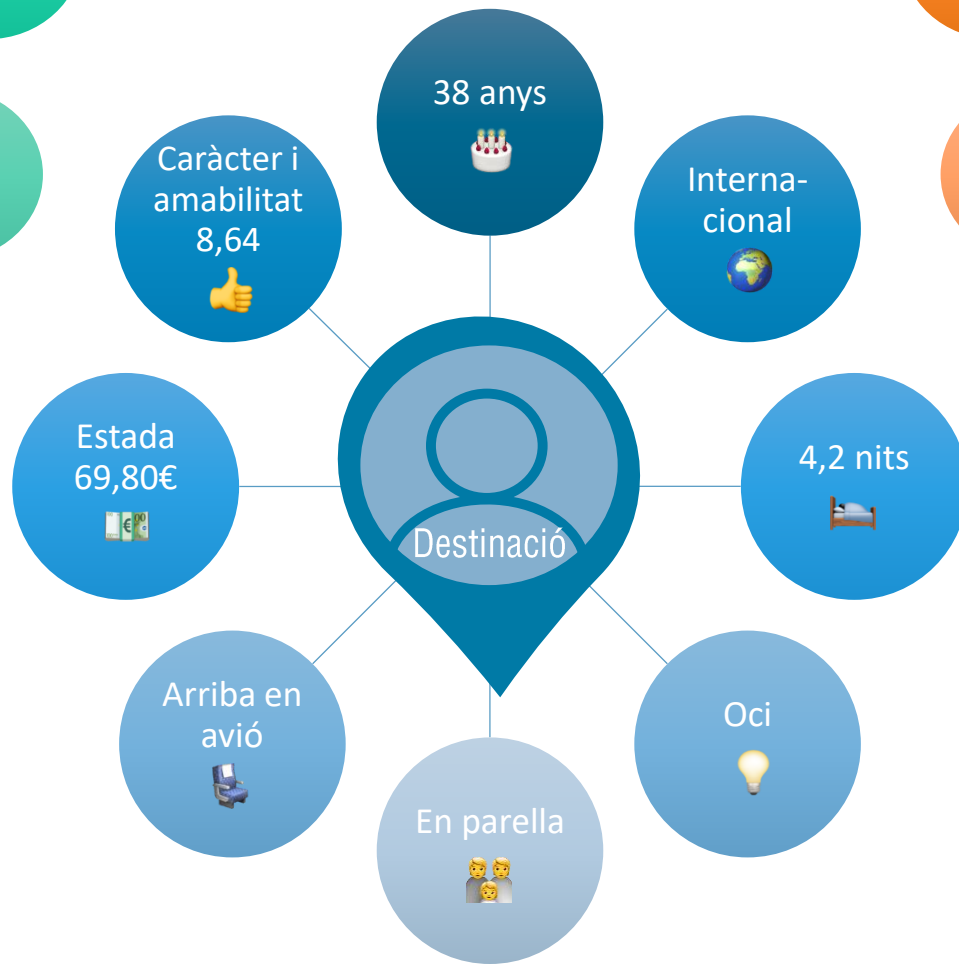 38 anys
Caràcter i
amabilitat
8,64
Interna-
cional
Estada
69,80€
4,2 nits
Destinació
Arriba en
avió
Oci
En parella